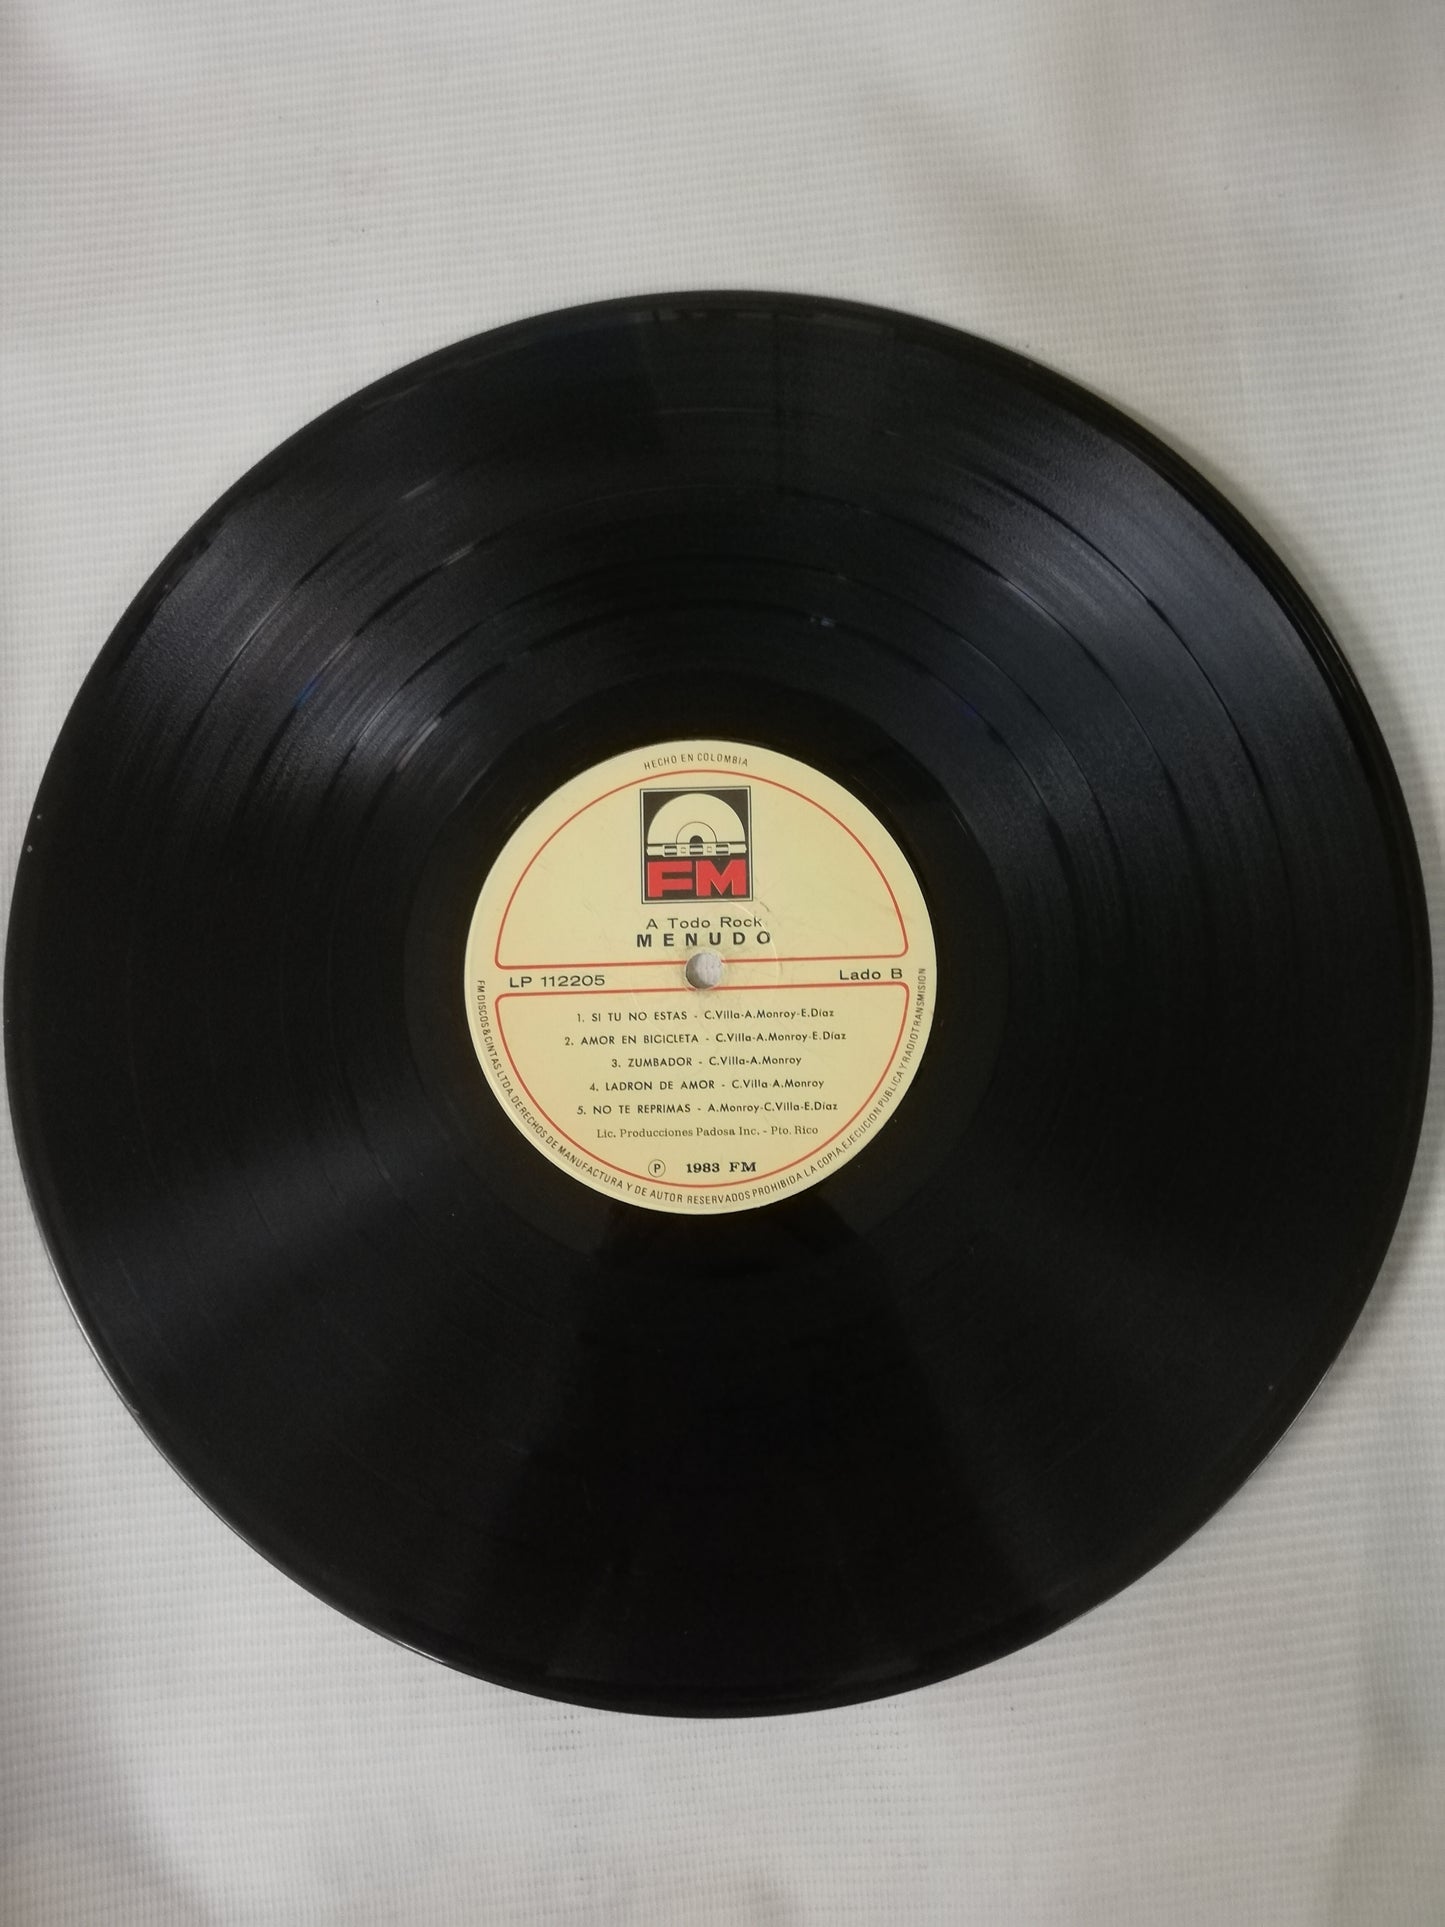 HECHO EN COLOMBIA
FM
A Todo Rock
MENUDO
LP 112205
Lado B
1. SI TU NO ESTAS - C.Villa-A.Monroy-E.Díaz
2. AMOR EN BICICLETA - C.Villa-A.Monroy-E.Díaz
3. ZUMBADOR - C.Villa-A.Monroy
4. LADRON DE AMOR - C.Villa-A.Monroy
5. NO TE REPRIMAS - A.Monroy-C.Villa-E.Díaz
Lic. Producciones Padosa Inc. - Pto. Rico
Ⓟ 1983 FM
FM DISCOS & CINTAS LTDA. DERECHOS DE MANUFACTURA Y DE AUTOR RESERVADOS PROHIBIDA LA COPIA, EJECUCION PUBLICA Y RADIOTRANSMISION